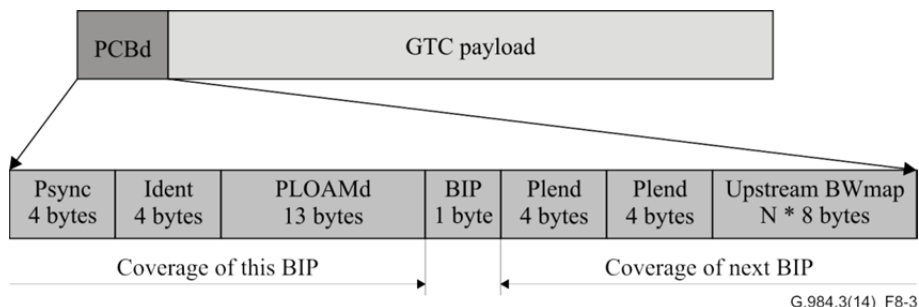 PCBd
GTC payload
Psync
4 bytes
Ident
4 bytes
PLOAMd
13 bytes
BIP
1 byte
Plend
4 bytes
Plend
4 bytes
Upstream BWmap
N * 8 bytes
Coverage of this BIP
Coverage of next BIP
G.984.3(14)_F8-3